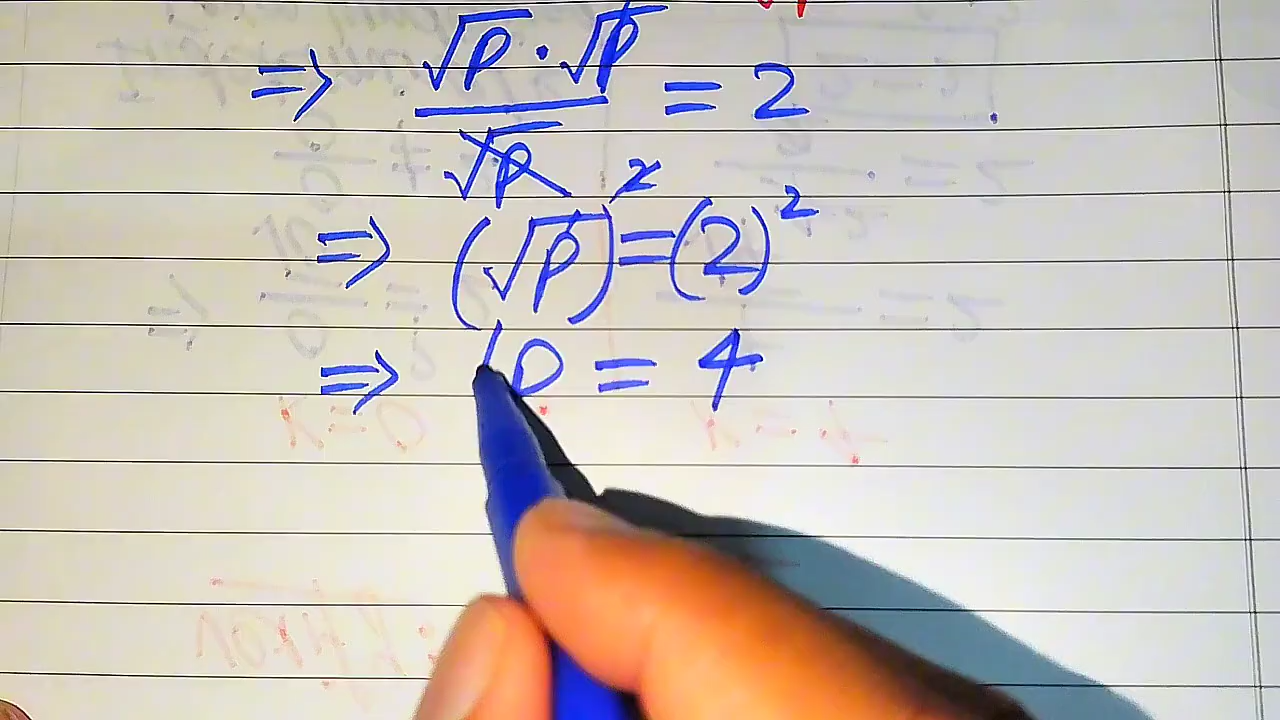 ⇒ √p · √p / √p = 2
⇒ (√p)² = (2)²
⇒ p = 4